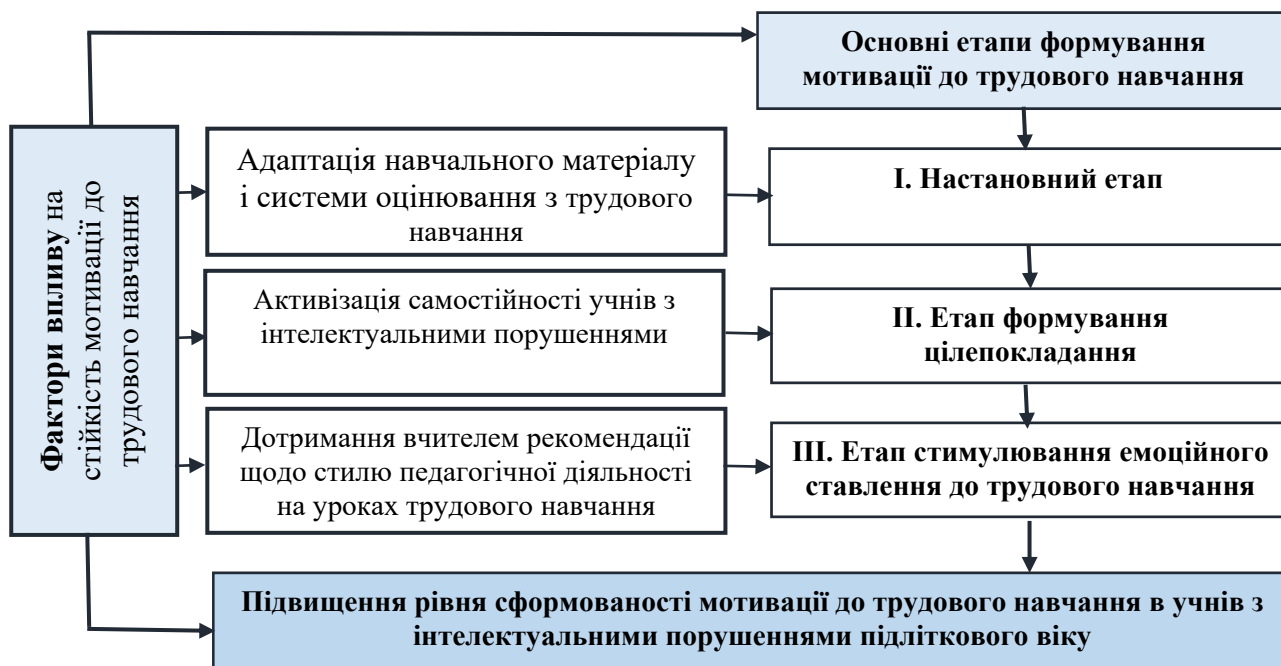 Основні етапи формування
мотивації до трудового навчання
Фактори впливу на
стійкість мотивації до
трудового навчання
Адаптація навчального матеріалу
і системи оцінювання з трудового
навчання
І. Настановний етап
Активізація самостійності учнів з
інтелектуальними порушеннями
ІІ. Етап формування
цілепокладання
Дотримання вчителем рекомендації
щодо стилю педагогічної діяльності
на уроках трудового навчання
ІІІ. Етап стимулювання емоційного
ставлення до трудового навчання
Підвищення рівня сформованості мотивації до трудового навчання в учнів з
інтелектуальними порушеннями підліткового віку